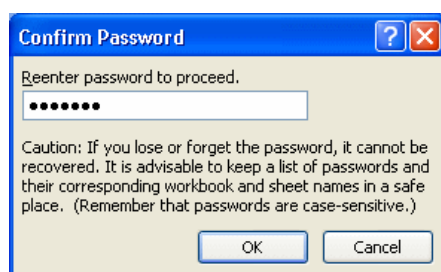 Confirm Password
Reenter password to proceed.
•••••••
Caution: If you lose or forget the password, it cannot be
recovered. It is advisable to keep a list of passwords and
their corresponding workbook and sheet names in a safe
place.  (Remember that passwords are case-sensitive.)
OK Cancel